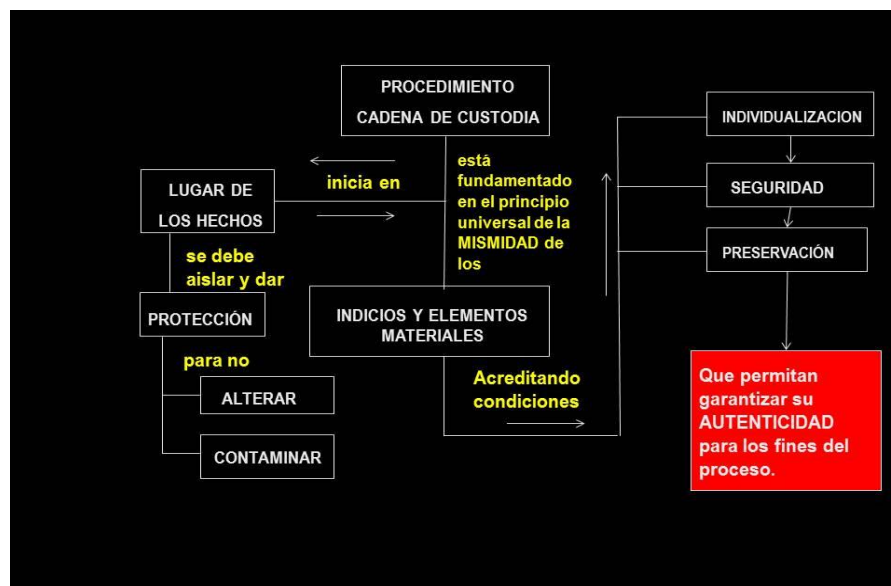 PROCEDIMIENTO
CADENA DE CUSTODIA
inicia en
LUGAR DE
LOS HECHOS
se debe
aislar y dar
PROTECCIÓN
para no
ALTERAR
CONTAMINAR
está
fundamentado
en el principio
universal de la
MISMIDAD de
los
INDICIOS Y ELEMENTOS
MATERIALES
Acreditando
condiciones
INDIVIDUALIZACION
SEGURIDAD
PRESERVACIÓN
Que permitan
garantizar su
AUTENTICIDAD
para los fines del
proceso.